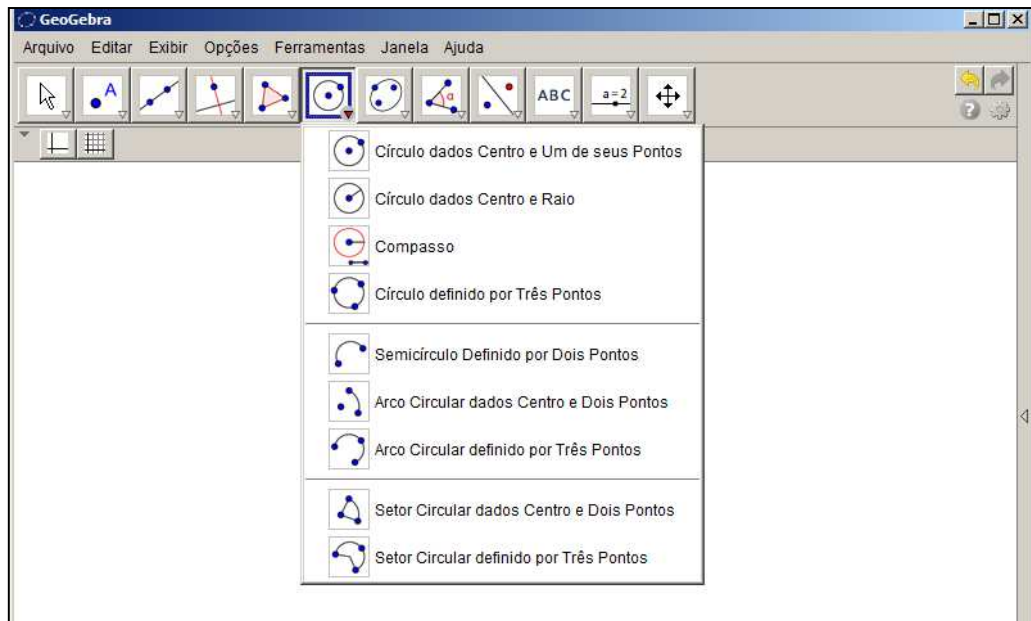 GeoGebra
Arquivo Editar Exibir Opções Ferramentas Janela Ajuda
A α ABC a=2
Círculo dados Centro e Um de seus Pontos
Círculo dados Centro e Raio
Compasso
Círculo definido por Três Pontos
Semicírculo Definido por Dois Pontos
Arco Circular dados Centro e Dois Pontos
Arco Circular definido por Três Pontos
Setor Circular dados Centro e Dois Pontos
Setor Circular definido por Três Pontos